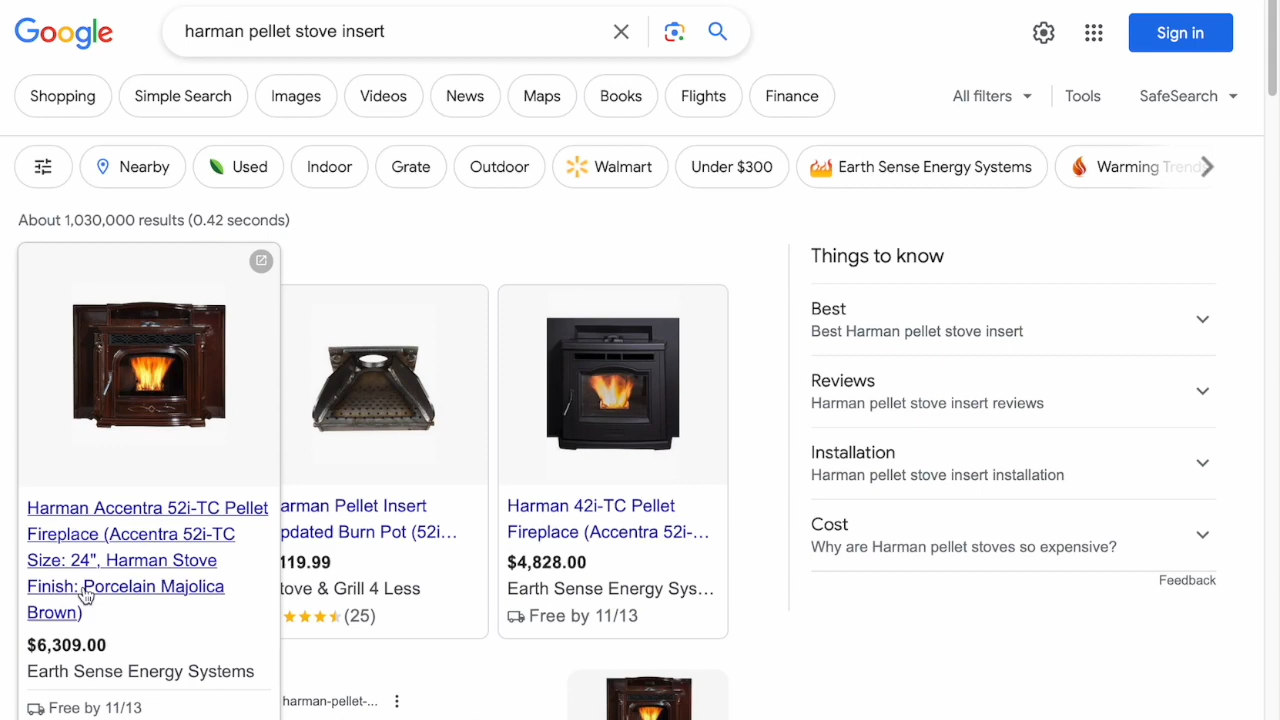 Google
harman pellet stove insert
Sign in
Shopping
Simple Search
Images
Videos
News
Maps
Books
Flights
Finance
All filters
Tools
SafeSearch
Nearby
Used
Indoor
Grate
Outdoor
Walmart
Under $300
Earth Sense Energy Systems
Warming Trends
About 1,030,000 results (0.42 seconds)
Harman Accentra 52i-TC Pellet
Fireplace (Accentra 52i-TC
Size: 24", Harman Stove
Finish: Porcelain Majolica
Brown)
$6,309.00
Earth Sense Energy Systems
Free by 11/13
arman Pellet Insert
pdated Burn Pot (52i...
119.99
tove & Grill 4 Less
(25)
Harman 42i-TC Pellet
Fireplace (Accentra 52i-...
$4,828.00
Earth Sense Energy Sys...
Free by 11/13
harman-pellet-...
Things to know
Best
Best Harman pellet stove insert
Reviews
Harman pellet stove insert reviews
Installation
Harman pellet stove insert installation
Cost
Why are Harman pellet stoves so expensive?
Feedback